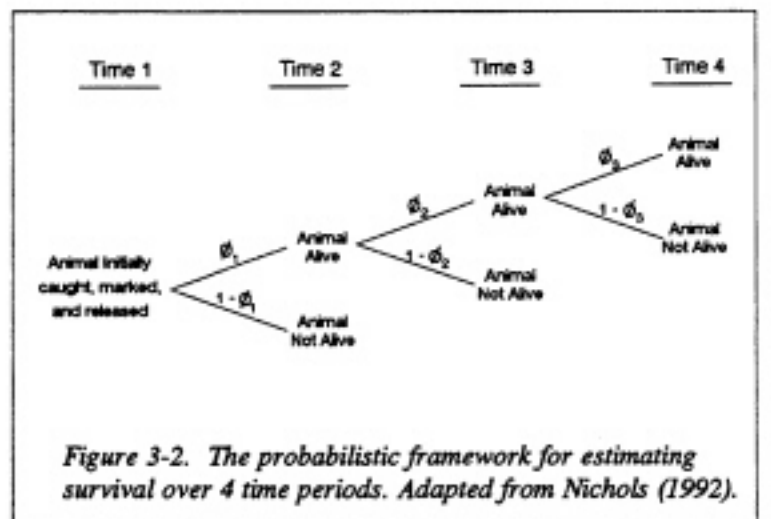 Time 1
Time 2
Time 3
Time 4
Animal Initially
caught, marked,
and released
Ø1
1 - Ø1
Animal
Alive
Animal
Not Alive
Ø2
1 - Ø2
Animal
Alive
Animal
Not Alive
Ø3
1 - Ø3
Animal
Alive
Animal
Not Alive
Figure 3-2. The probabilistic framework for estimating
survival over 4 time periods. Adapted from Nichols (1992).